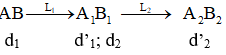 AB —L₁→ A₁B₁ —L₂→ A₂B₂
d₁ d'₁; d₂ d'₂